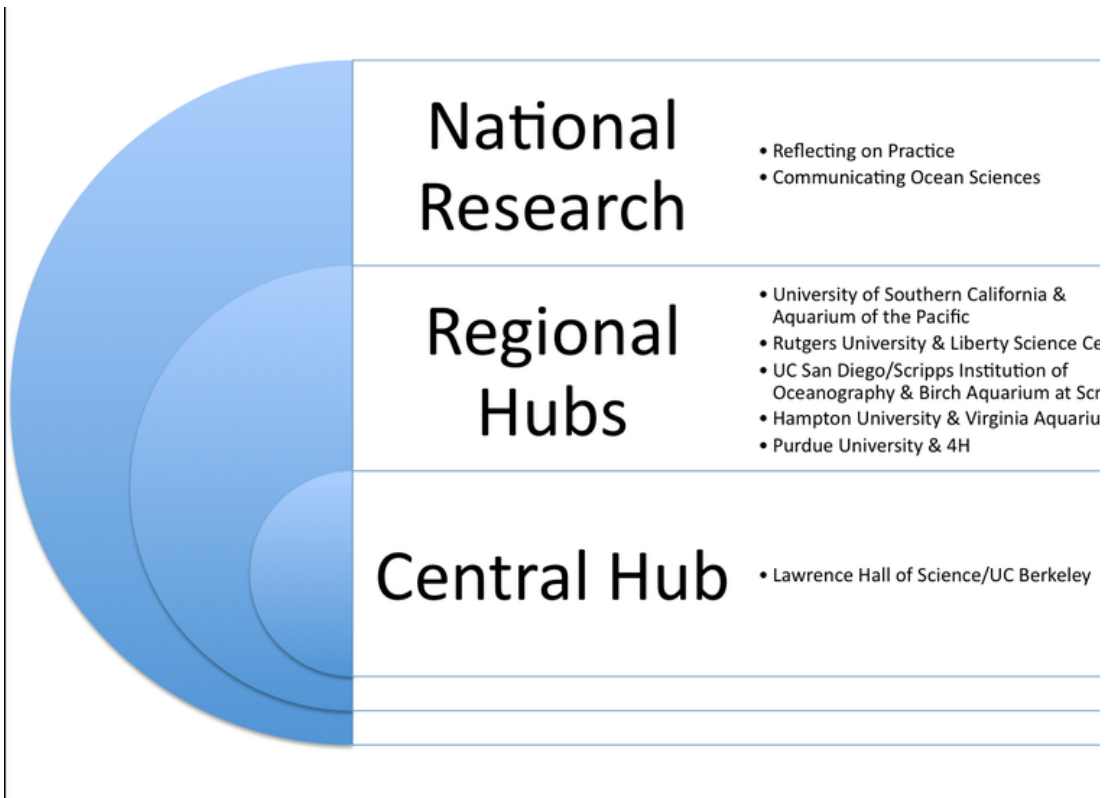 National
Research
• Reflecting on Practice
• Communicating Ocean Sciences
Regional
Hubs
• University of Southern California &
Aquarium of the Pacific
• Rutgers University & Liberty Science
• UC San Diego/Scripps Institution of
Oceanography & Birch Aquarium at
• Hampton University & Virginia
• Purdue University & 4H
Central Hub
• Lawrence Hall of Science/UC Berkeley